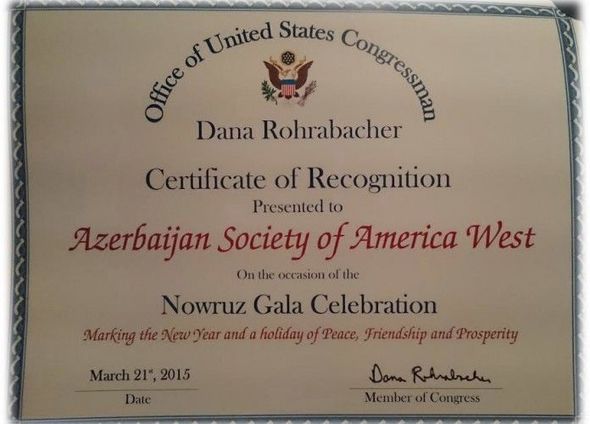 Office of United States Congressman
Dana Rohrabacher
Certificate of Recognition
Presented to
Azerbaijan Society of America West
On the occasion of the
Nowruz Gala Celebration
Marking the New Year and a holiday of Peace, Friendship and Prosperity
March 21st, 2015
Dana Rohrabacher
Date
Member of Congress